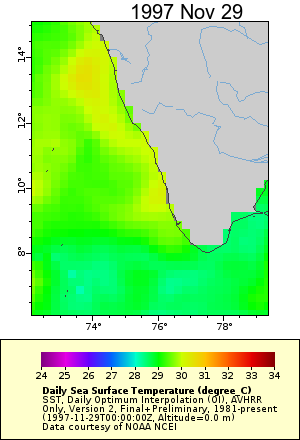 1997 Nov 29
14°
12°
10°
8°
74° 76° 78°
24 25 26 27 28 29 30 31 32 33 34
Daily Sea Surface Temperature (degree_C)
SST, Daily Optimum Interpolation (OI), AVHRR
Only, Version 2, Final+Preliminary, 1981-present
(1997-11-29T00:00:00Z, Altitude=0.0 m)
Data courtesy of NOAA NCEI